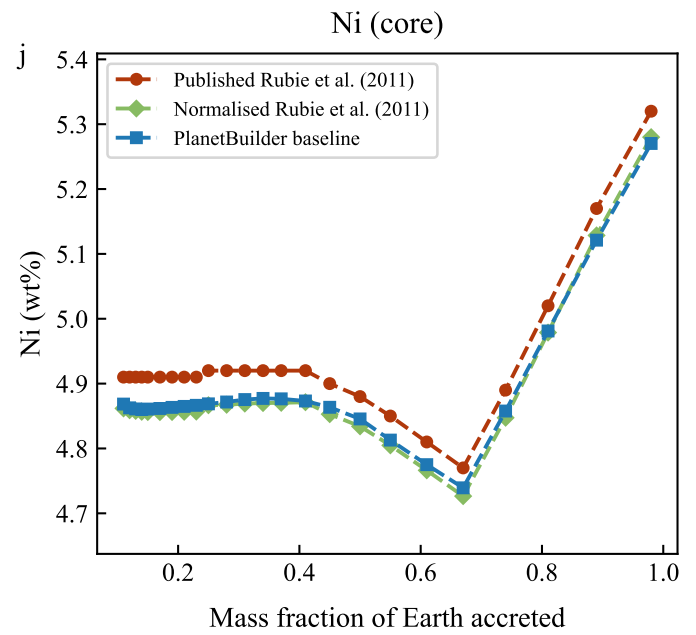 Ni (core)
j
Published Rubie et al. (2011)
Normalised Rubie et al. (2011)
PlanetBuilder baseline
5.4
5.3
5.2
5.1
5.0
4.9
4.8
4.7
Ni (wt%)
0.2 0.4 0.6 0.8 1.0
Mass fraction of Earth accreted